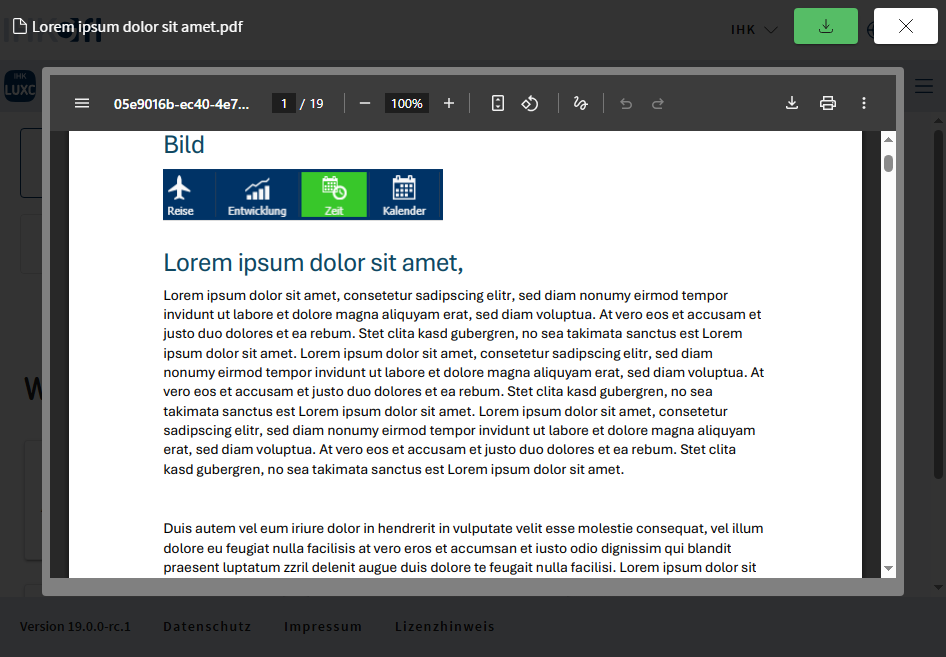 Lorem ipsum dolor sit amet.pdf
IHK
IHK
LUXC
05e9016b-ec40-4e7...
1 / 19
100%
Bild
Reise
Entwicklung
Zeit
Kalender
Lorem ipsum dolor sit amet,
Lorem ipsum dolor sit amet, consetetur sadipscing elitr, sed diam nonumy eirmod tempor
invidunt ut labore et dolore magna aliquyam erat, sed diam voluptua. At vero eos et accusam et
justo duo dolores et ea rebum. Stet clita kasd gubergren, no sea takimata sanctus est Lorem
ipsum dolor sit amet. Lorem ipsum dolor sit amet, consetetur sadipscing elitr, sed diam
nonumy eirmod tempor invidunt ut labore et dolore magna aliquyam erat, sed diam voluptua. At
vero eos et accusam et justo duo dolores et ea rebum. Stet clita kasd gubergren, no sea
takimata sanctus est Lorem ipsum dolor sit amet. Lorem ipsum dolor sit amet, consetetur
sadipscing elitr, sed diam nonumy eirmod tempor invidunt ut labore et dolore magna aliquyam
erat, sed diam voluptua. At vero eos et accusam et justo duo dolores et ea rebum. Stet clita
kasd gubergren, no sea takimata sanctus est Lorem ipsum dolor sit amet.
Duis autem vel eum iriure dolor in hendrerit in vulputate velit esse molestie consequat, vel illum
dolore eu feugiat nulla facilisis at vero eros et accumsan et iusto odio dignissim qui blandit
praesent luptatum zzril delenit augue duis dolore te feugait nulla facilisi. Lorem ipsum dolor sit
Version 19.0.0-rc.1
Datenschutz
Impressum
Lizenzhinweis